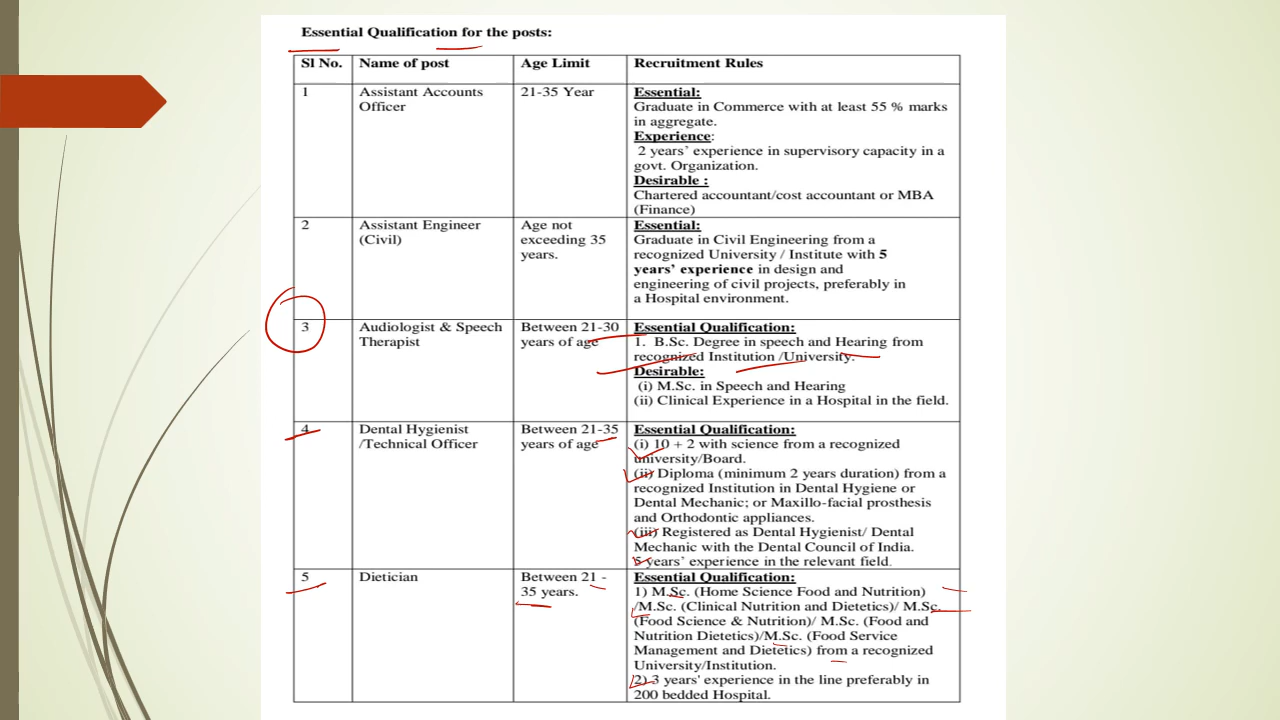 Essential Qualification for the posts:
Sl No. Name of post Age Limit Recruitment Rules
1 Assistant Accounts Officer 21-35 Year Essential:
Graduate in Commerce with at least 55 % marks
in aggregate.
Experience:
2 years’ experience in supervisory capacity in a
govt. Organization.
Desirable :
Chartered accountant/cost accountant or MBA
(Finance)
2 Assistant Engineer (Civil) Age not exceeding 35 years. Essential:
Graduate in Civil Engineering from a
recognized University / Institute with 5
years’ experience in design and
engineering of civil projects, preferably in
a Hospital environment.
3 Audiologist & Speech Therapist Between 21-30 years of age Essential Qualification:
1. B.Sc. Degree in speech and Hearing from
recognized Institution /University.
Desirable:
(i) M.Sc. in Speech and Hearing
(ii) Clinical Experience in a Hospital in the field.
4 Dental Hygienist /Technical Officer Between 21-35 years of age Essential Qualification:
(i) 10 + 2 with science from a recognized
university/Board.
(ii) Diploma (minimum 2 years duration) from a
recognized Institution in Dental Hygiene or
Dental Mechanic; or Maxillo-facial prosthesis
and Orthodontic appliances.
(iii) Registered as Dental Hygienist/ Dental
Mechanic with the Dental Council of India.
5 years’ experience in the relevant field.
5 Dietician Between 21 - 35 years. Essential Qualification:
1) M.Sc. (Home Science Food and Nutrition)
/M.Sc. (Clinical Nutrition and Dietetics)/ M.Sc.
(Food Science & Nutrition)/ M.Sc. (Food and
Nutrition Dietetics)/M.Sc. (Food Service
Management and Dietetics) from a recognized
University/Institution.
2) 3 years' experience in the line preferably in
200 bedded Hospital.